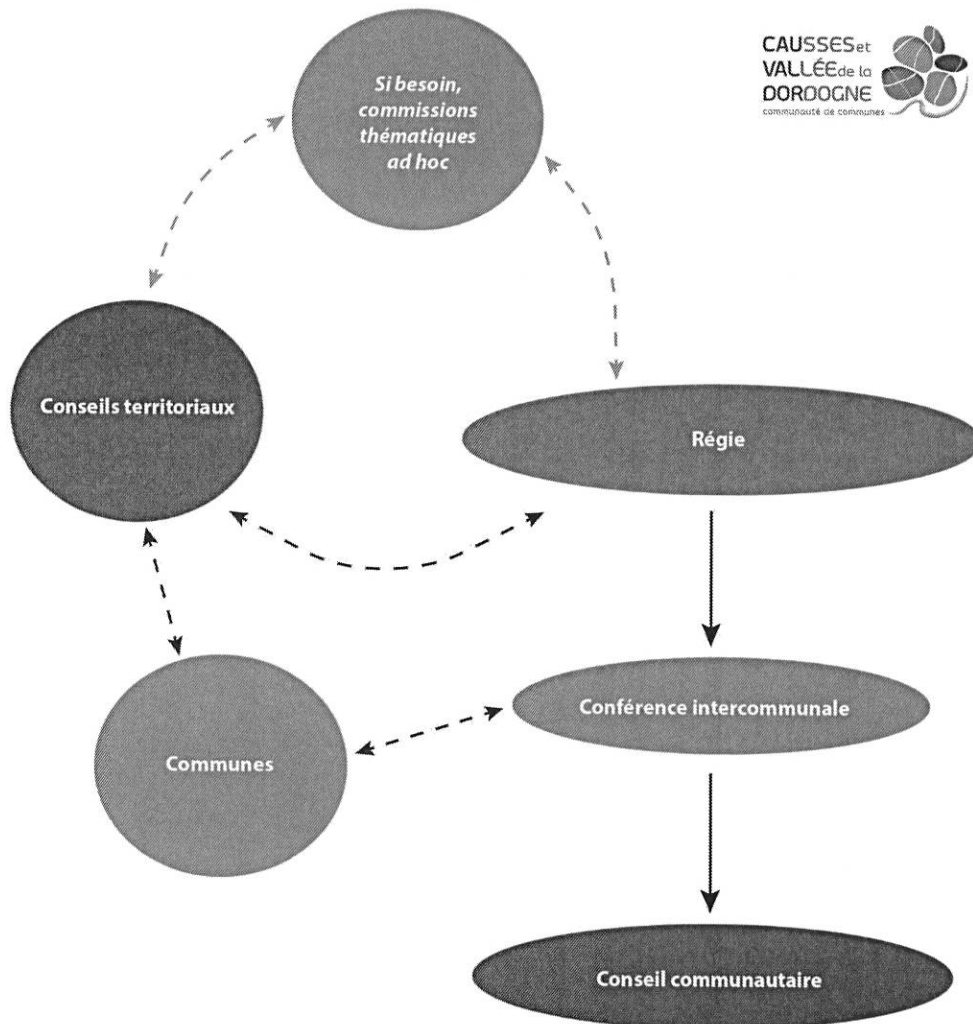 CAUSSES et
VALLÉE de la
DORDOGNE
communauté de communes
Si besoin,
commissions
thématiques
ad hoc
Conseils territoriaux
Régie
Conférence intercommunale
Communes
Conseil communautaire